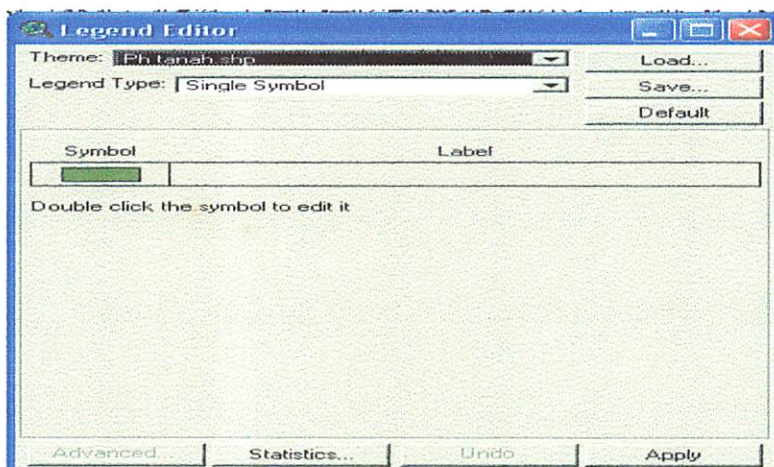 Legend Editor
Theme: Ph tanah.shp
Load...
Legend Type: Single Symbol
Save...
Default
Symbol Label
Double click the symbol to edit it
Advanced... Statistics... Undo Apply